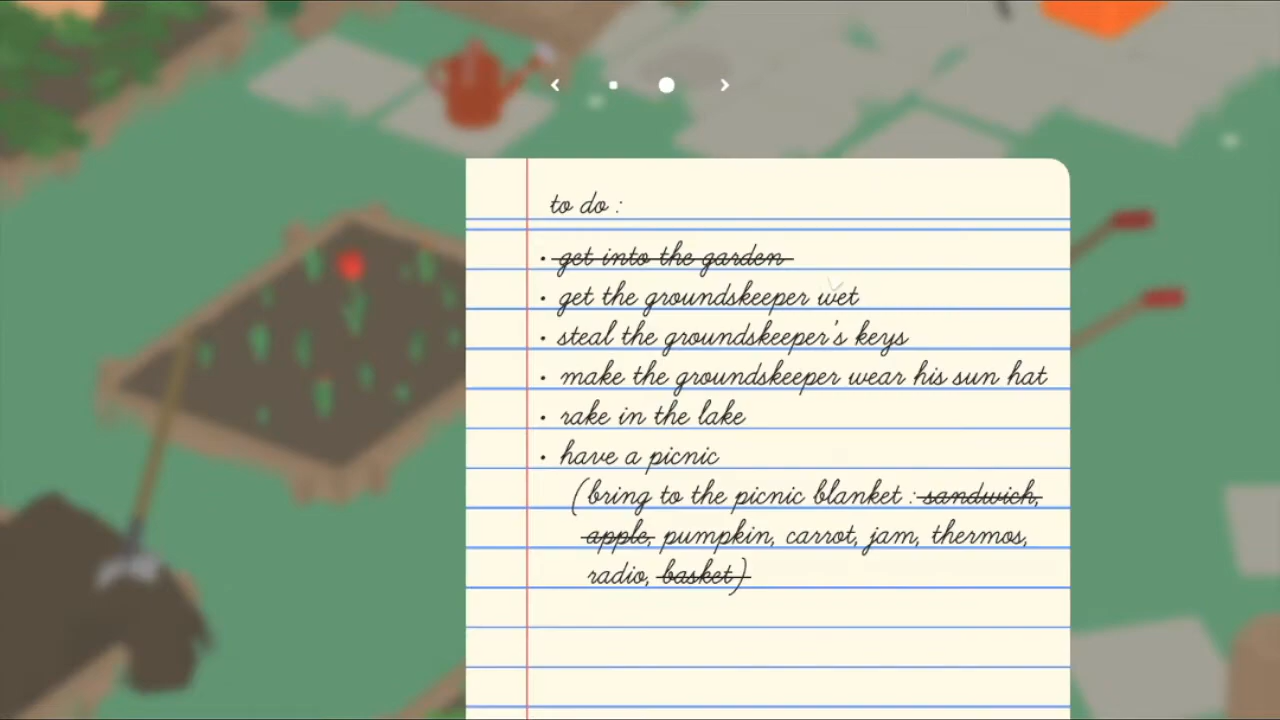 to do :
• get into the garden
• get the groundskeeper wet
• steal the groundskeeper's keys
• make the groundskeeper wear his sun hat
• rake in the lake
• have a picnic
(bring to the picnic blanket : sandwich,
apple, pumpkin, carrot, jam, thermos,
radio, basket)